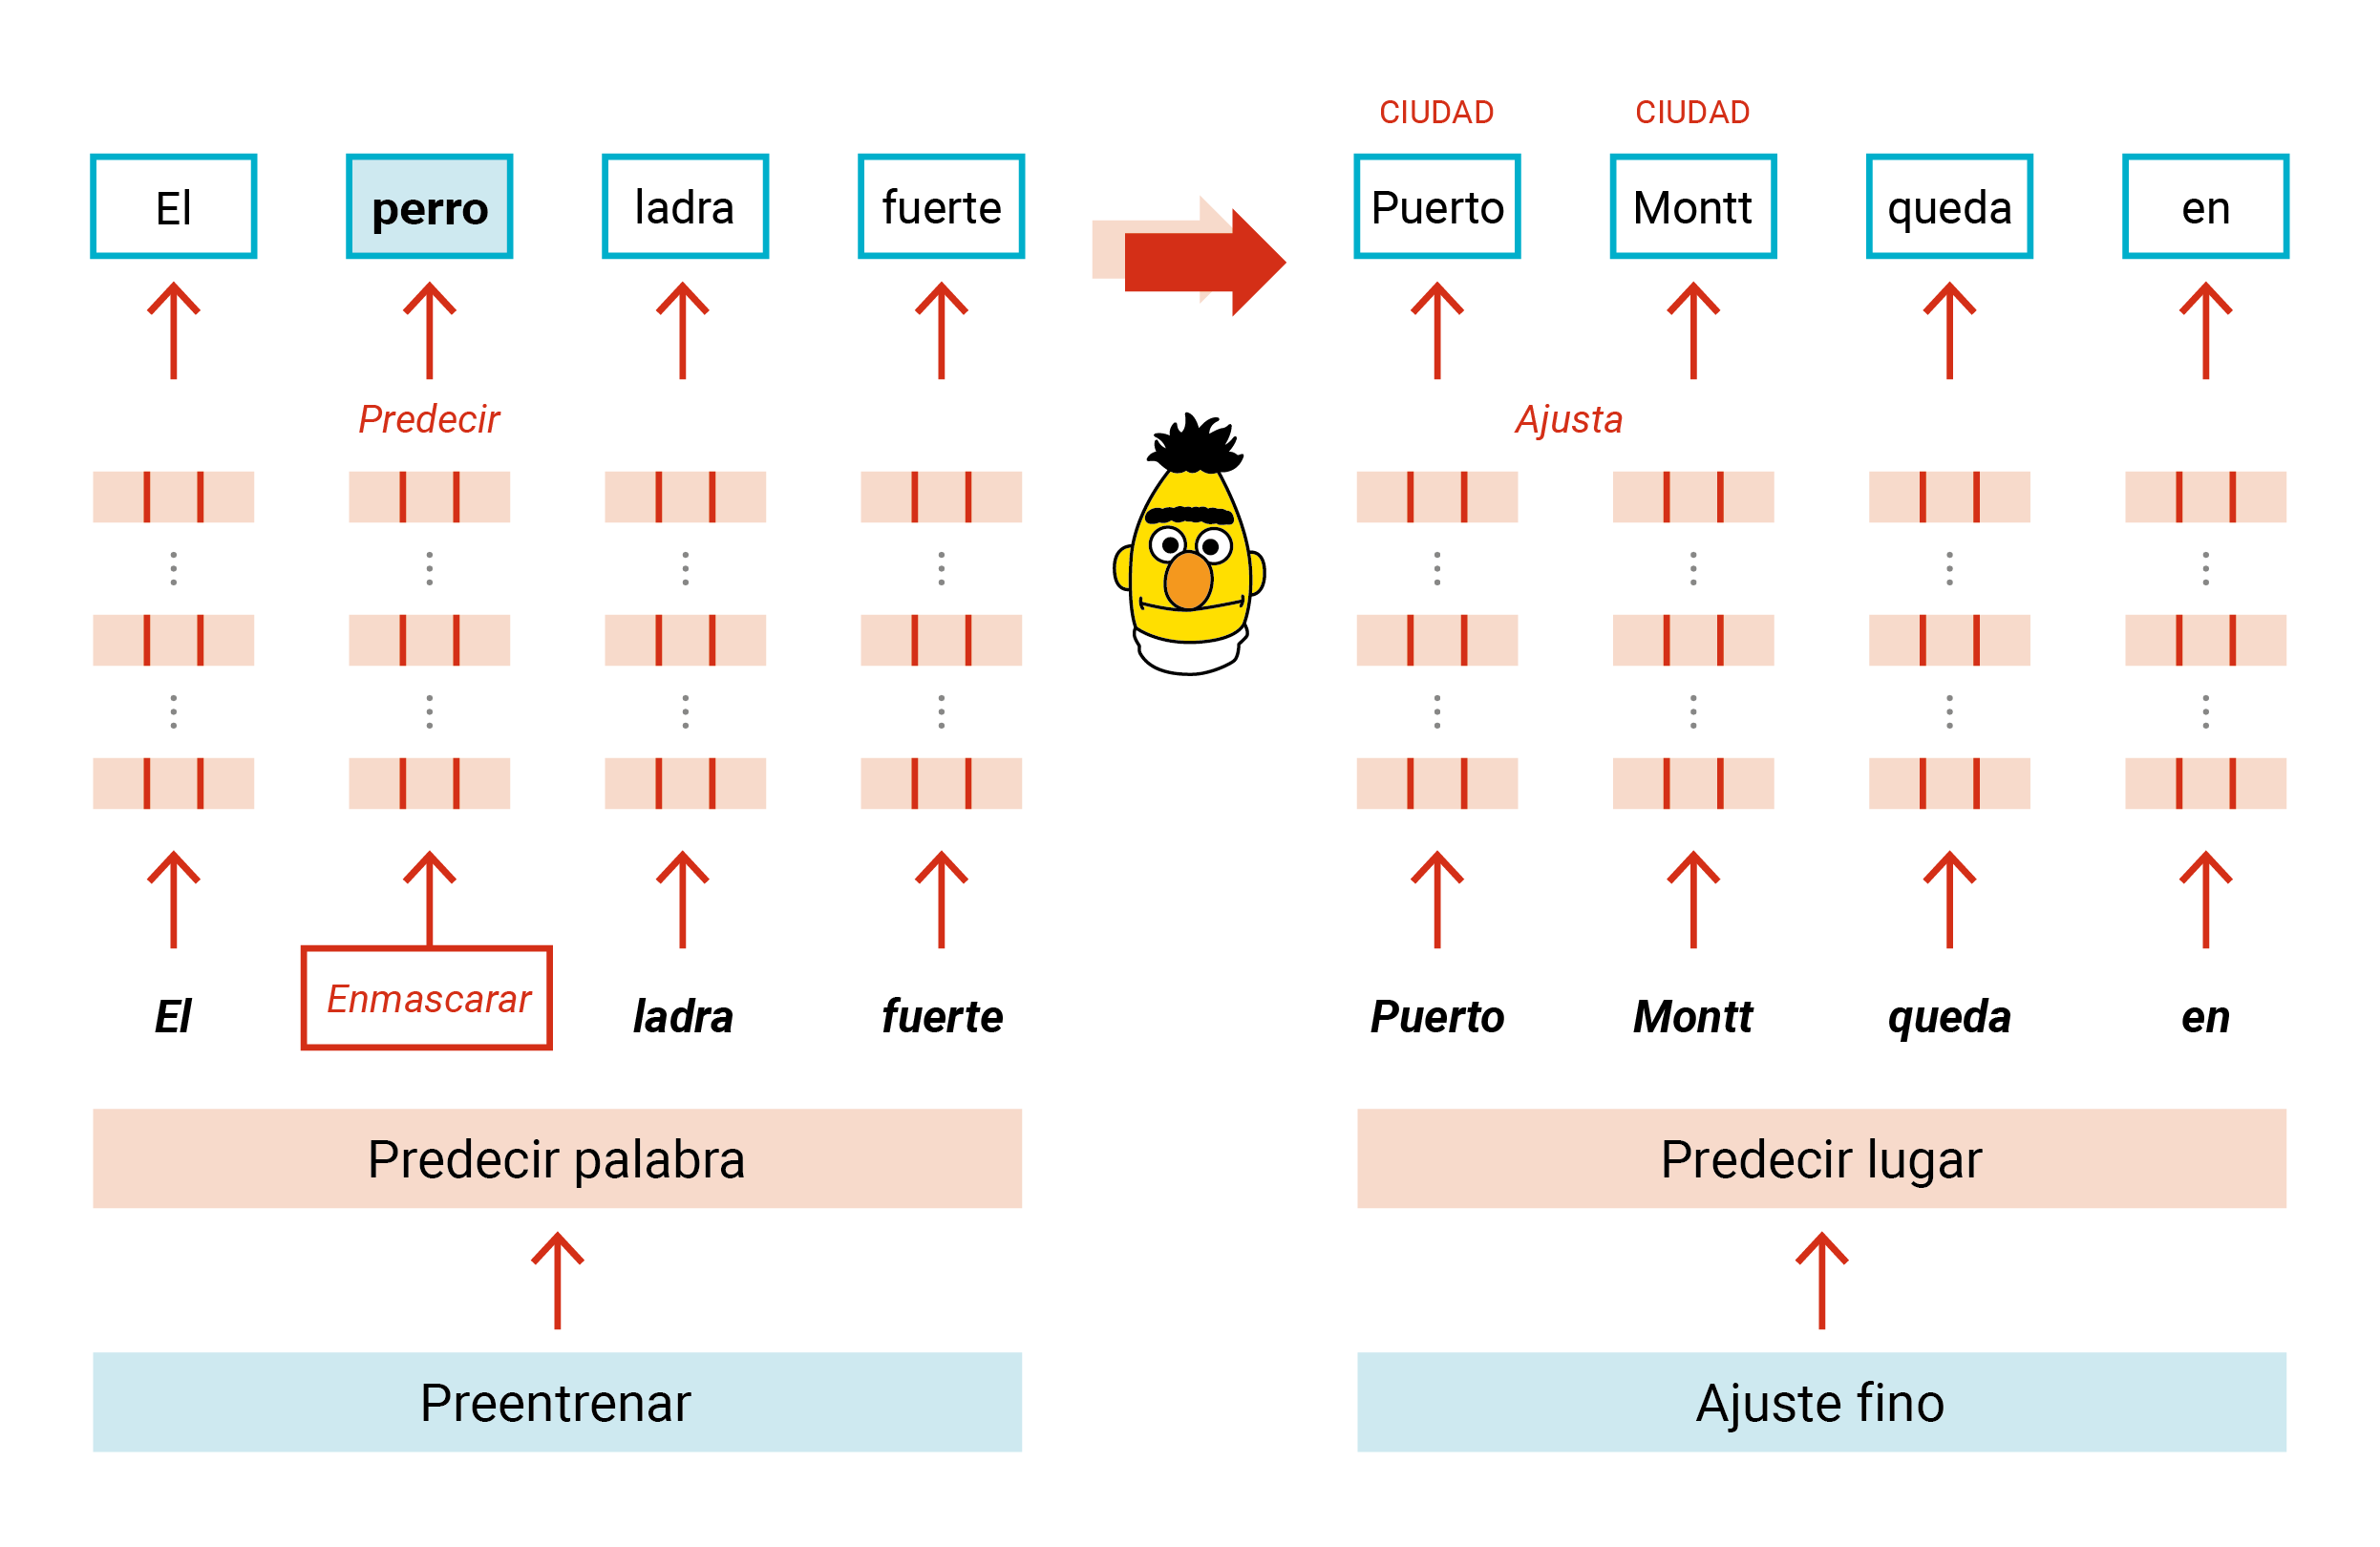 CIUDAD CIUDAD
El perro ladra fuerte Puerto Montt queda en
Predecir Ajusta
El Enmascarar ladra fuerte Puerto Montt queda en
Predecir palabra Predecir lugar
Preentrenar Ajuste fino